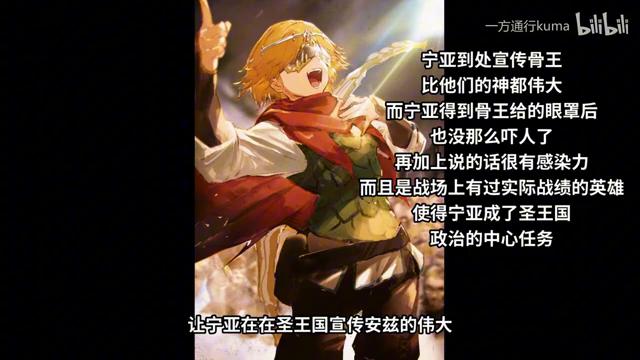 一方通行kuma bilibili
宁亚到处宣传骨王
比他们的神都伟大
而宁亚得到骨王给的眼罩后
也没那么吓人了
再加上说的话很有感染力
而且是战场上有过实际战绩的英雄
使得宁亚成了圣王国
政治的中心任务
让宁亚在在圣王国宣传安兹的伟大